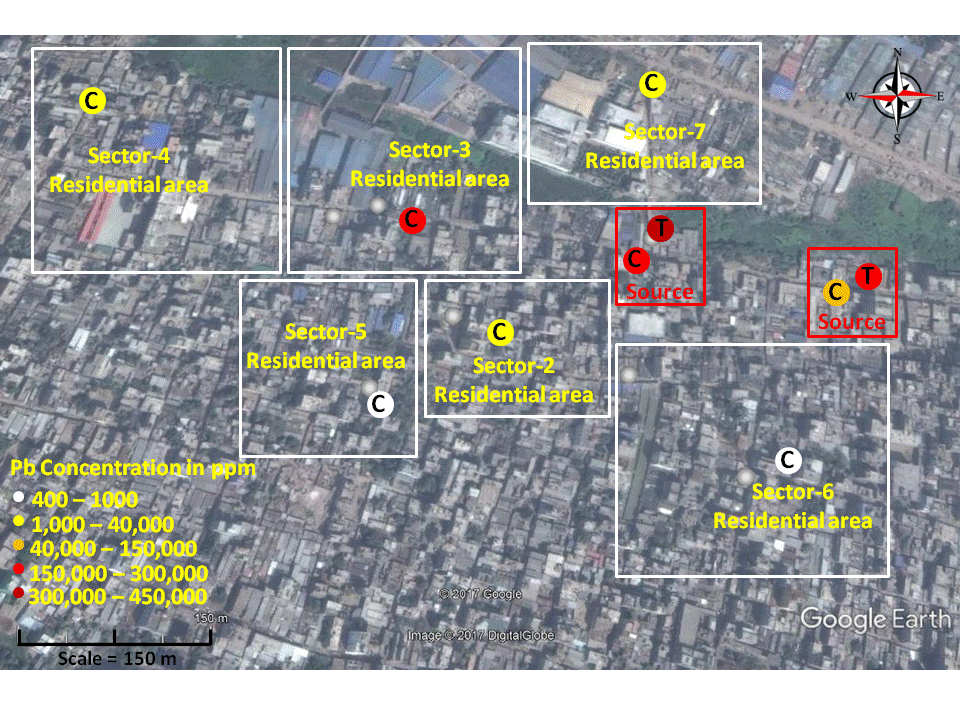 N
W E
S
C
C
Sector-7
Residential area
Sector-4
Residential area
Sector-3
Residential area
C
T
C
Source
T
C
Source
Sector-5
Residential area
C
C
Sector-2
Residential area
C
Sector-6
Residential area
Pb Concentration in ppm
400 – 1000
1,000 – 40,000
40,000 – 150,000
150,000 – 300,000
300,000 – 450,000
150 m
Scale = 150 m
© 2017 Google
Image © 2017 DigitalGlobe
Google Earth